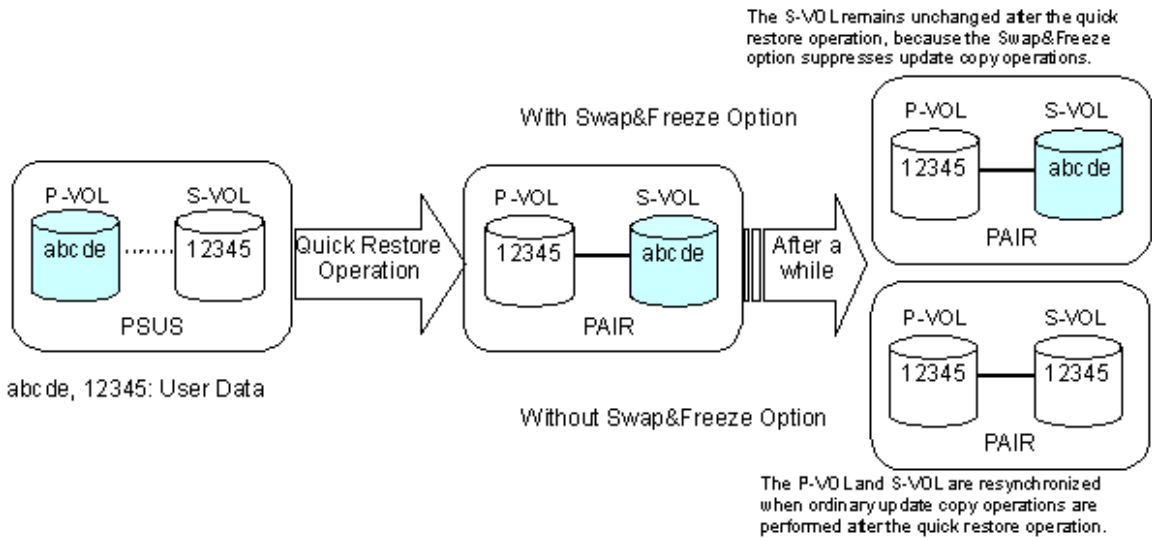 The S-VOL remains unchanged after the quick
restore operation, because the Swap&Freeze
option suppresses update copy operations.
With Swap&Freeze Option
P-VOL S-VOL
12345 abcde
PAIR
P-VOL S-VOL
abcde 12345
PSUS
Quick Restore
Operation
P-VOL S-VOL
12345 abcde
PAIR
After a
while
abcde, 12345: User Data
Without Swap&Freeze Option
P-VOL S-VOL
12345 12345
PAIR
The P-VOL and S-VOL are resynchronized
when ordinary update copy operations are
performed after the quick restore operation.